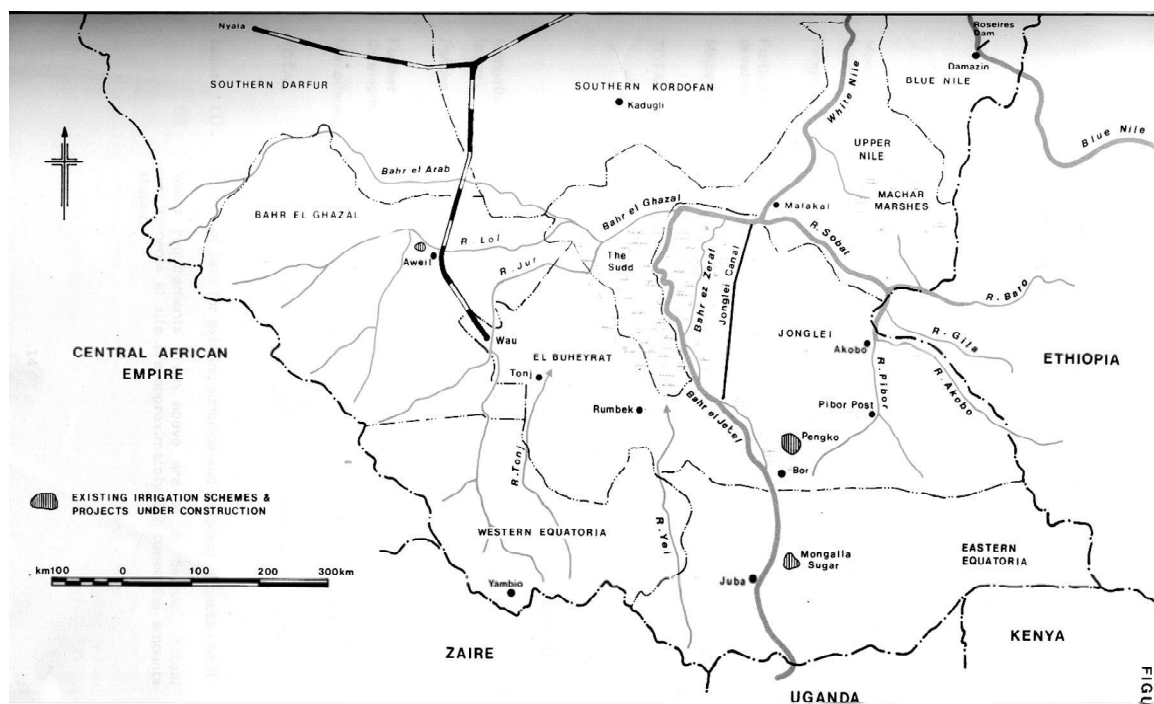 Nyala
Roseires
Dam
Damazin
BLUE NILE
SOUTHERN DARFUR
SOUTHERN KORDOFAN
Kadugli
White Nile
Blue Nile
UPPER
NILE
Bahr el Arab
MACHAR
MARSHES
BAHR EL GHAZAL
Bahr el Ghazal
Malakal
R. Sobat
R. Lol
Aweil
R. Jur
The
Sudd
Bahr ez Zeraf
Jonglei Canal
R. Baro
JONGLEI
R. Gila
Akobo
Wau
CENTRAL AFRICAN
EMPIRE
ETHIOPIA
EL BUHEYRAT
Tonj
R. Pibor
R. Akobo
Rumbek
Bahr el Jebel
Pibor Post
Pengko
Bor
R. Tonj
EXISTING IRRIGATION SCHEMES &
PROJECTS UNDER CONSTRUCTION
WESTERN EQUATORIA
R. Yei
EASTERN
EQUATORIA
Mongalla
Sugar
km100 0 100 200 300km
Yambio
Juba
KENYA
ZAIRE
UGANDA
FIGU